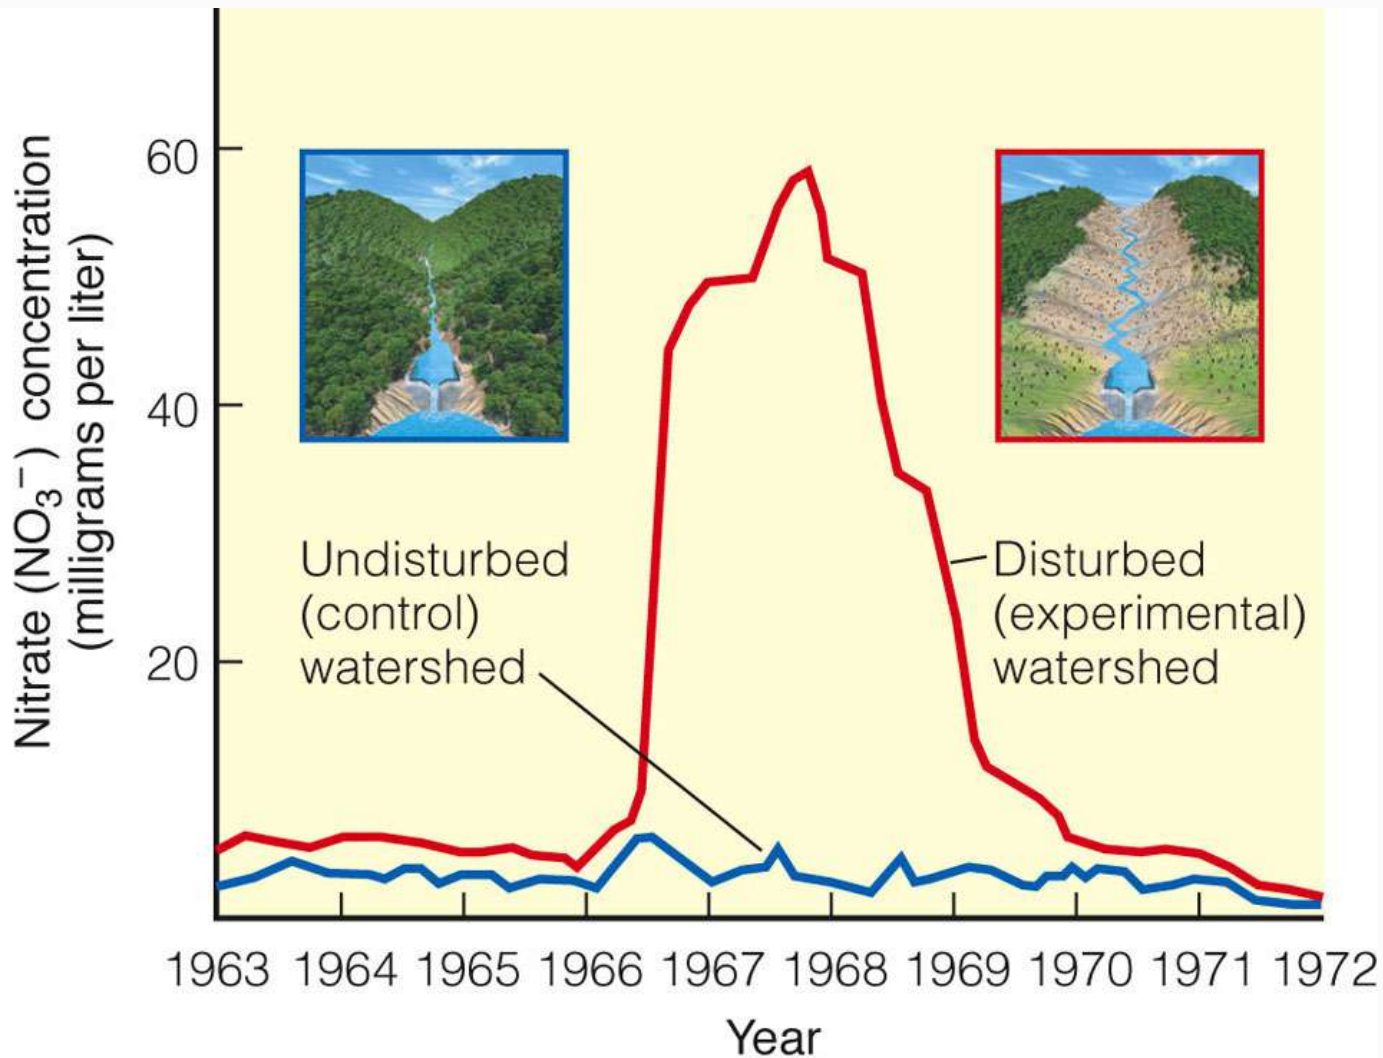 Nitrate (NO₃⁻) concentration
(milligrams per liter)
60
40
20
Undisturbed
(control)
watershed
Disturbed
(experimental)
watershed
1963 1964 1965 1966 1967 1968 1969 1970 1971 1972
Year